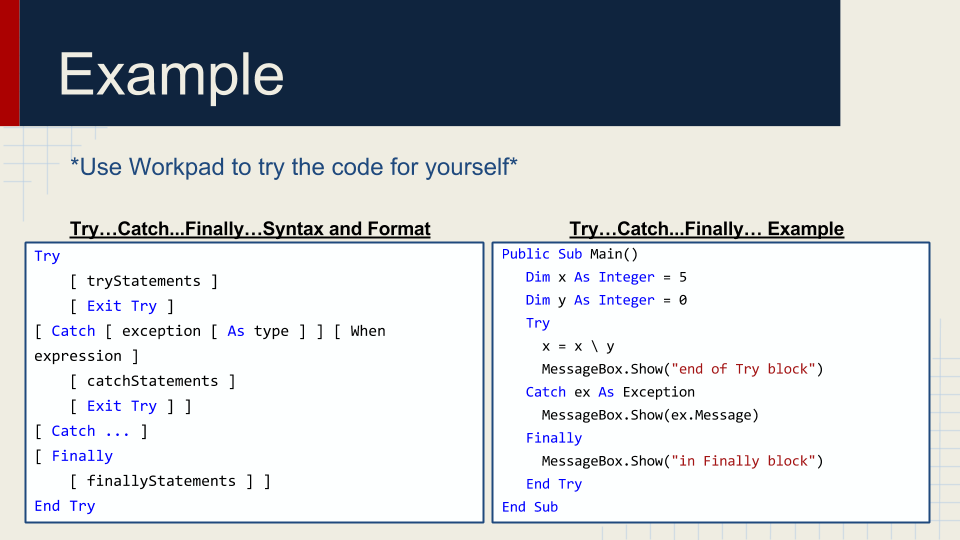 Example
*Use Workpad to try the code for yourself*
Try…Catch...Finally…Syntax and Format
Try
[ tryStatements ]
[ Exit Try ]
[ Catch [ exception [ As type ] ] [ When
expression ]
[ catchStatements ]
[ Exit Try ] ]
[ Catch ... ]
[ Finally
[ finallyStatements ] ]
End Try
Try…Catch...Finally… Example
Public Sub Main()
Dim x As Integer = 5
Dim y As Integer = 0
Try
x = x \ y
MessageBox.Show("end of Try block")
Catch ex As Exception
MessageBox.Show(ex.Message)
Finally
MessageBox.Show("in Finally block")
End Try
End Sub